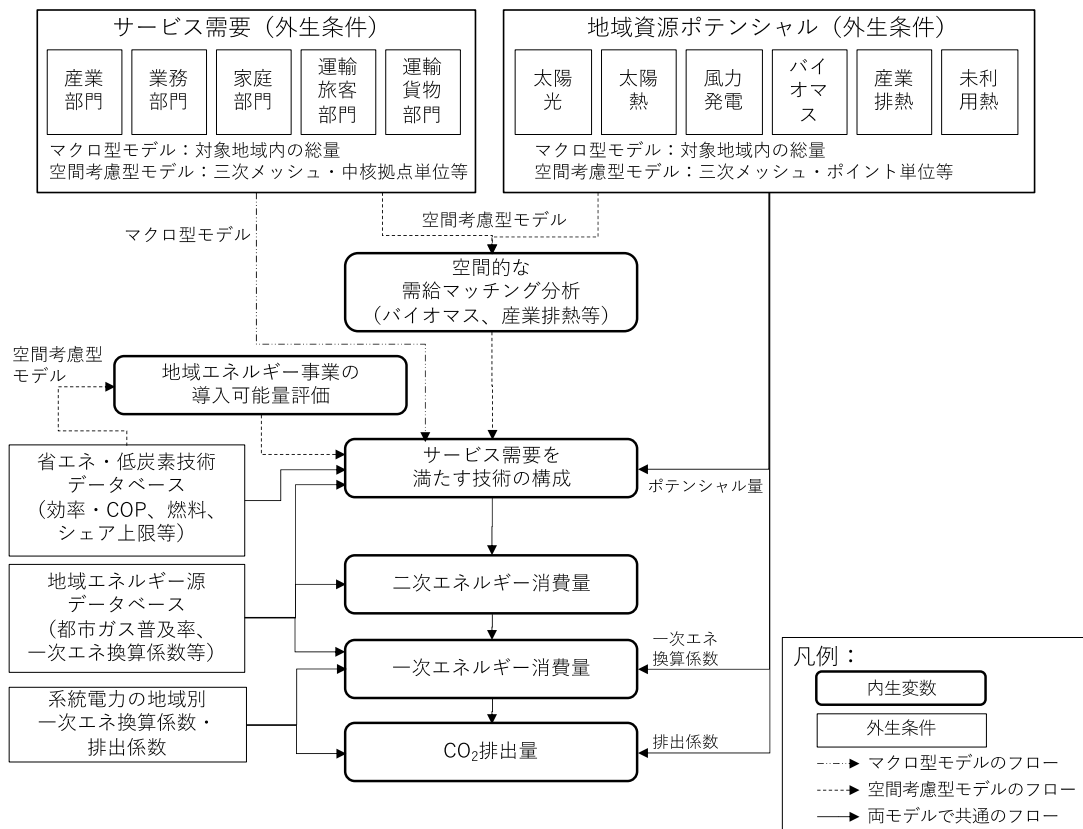 サービス需要（外生条件）
産業
部門
業務
部門
家庭
部門
運輸
旅客
部門
運輸
貨物
部門
マクロ型モデル：対象地域内の総量
空間考慮型モデル：三次メッシュ・中核拠点単位等
地域資源ポテンシャル（外生条件）
太陽
光
太陽
熱
風力
発電
バイ
オマ
ス
産業
排熱
未利
用熱
マクロ型モデル：対象地域内の総量
空間考慮型モデル：三次メッシュ・ポイント単位等
マクロ型モデル
空間考慮型モデル
空間的な
需給マッチング分析
（バイオマス、産業排熱等）
空間考慮型
モデル
地域エネルギー事業の
導入可能量評価
省エネ・低炭素技術
データベース
（効率・COP、燃料、
シェア上限等）
サービス需要を
満たす技術の構成
ポテンシャル量
地域エネルギー源
データベース
（都市ガス普及率、
一次エネ換算係数等）
二次エネルギー消費量
一次エネルギー消費量
一次エネ
換算係数
系統電力の地域別
一次エネ換算係数・
排出係数
CO₂排出量
排出係数
凡例：
内生変数
外生条件
マクロ型モデルのフロー
空間考慮型モデルのフロー
両モデルで共通のフロー